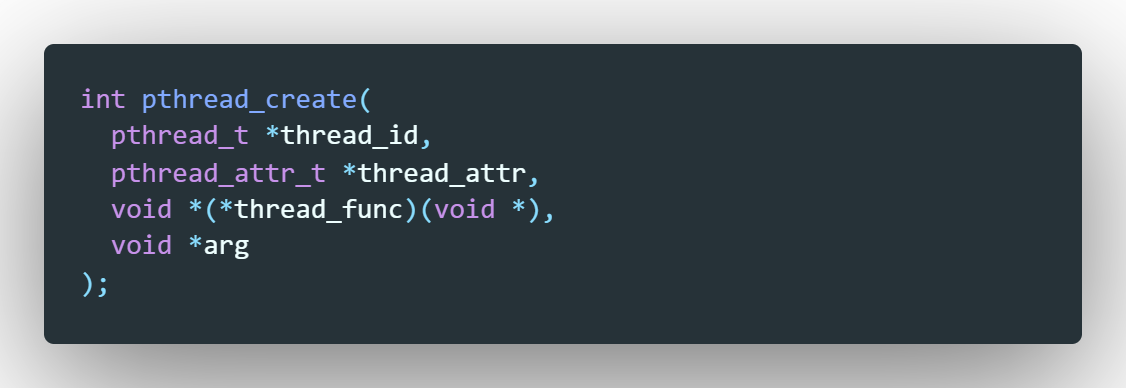 int pthread_create(
  pthread_t *thread_id,
  pthread_attr_t *thread_attr,
  void *(*thread_func)(void *),
  void *arg
);